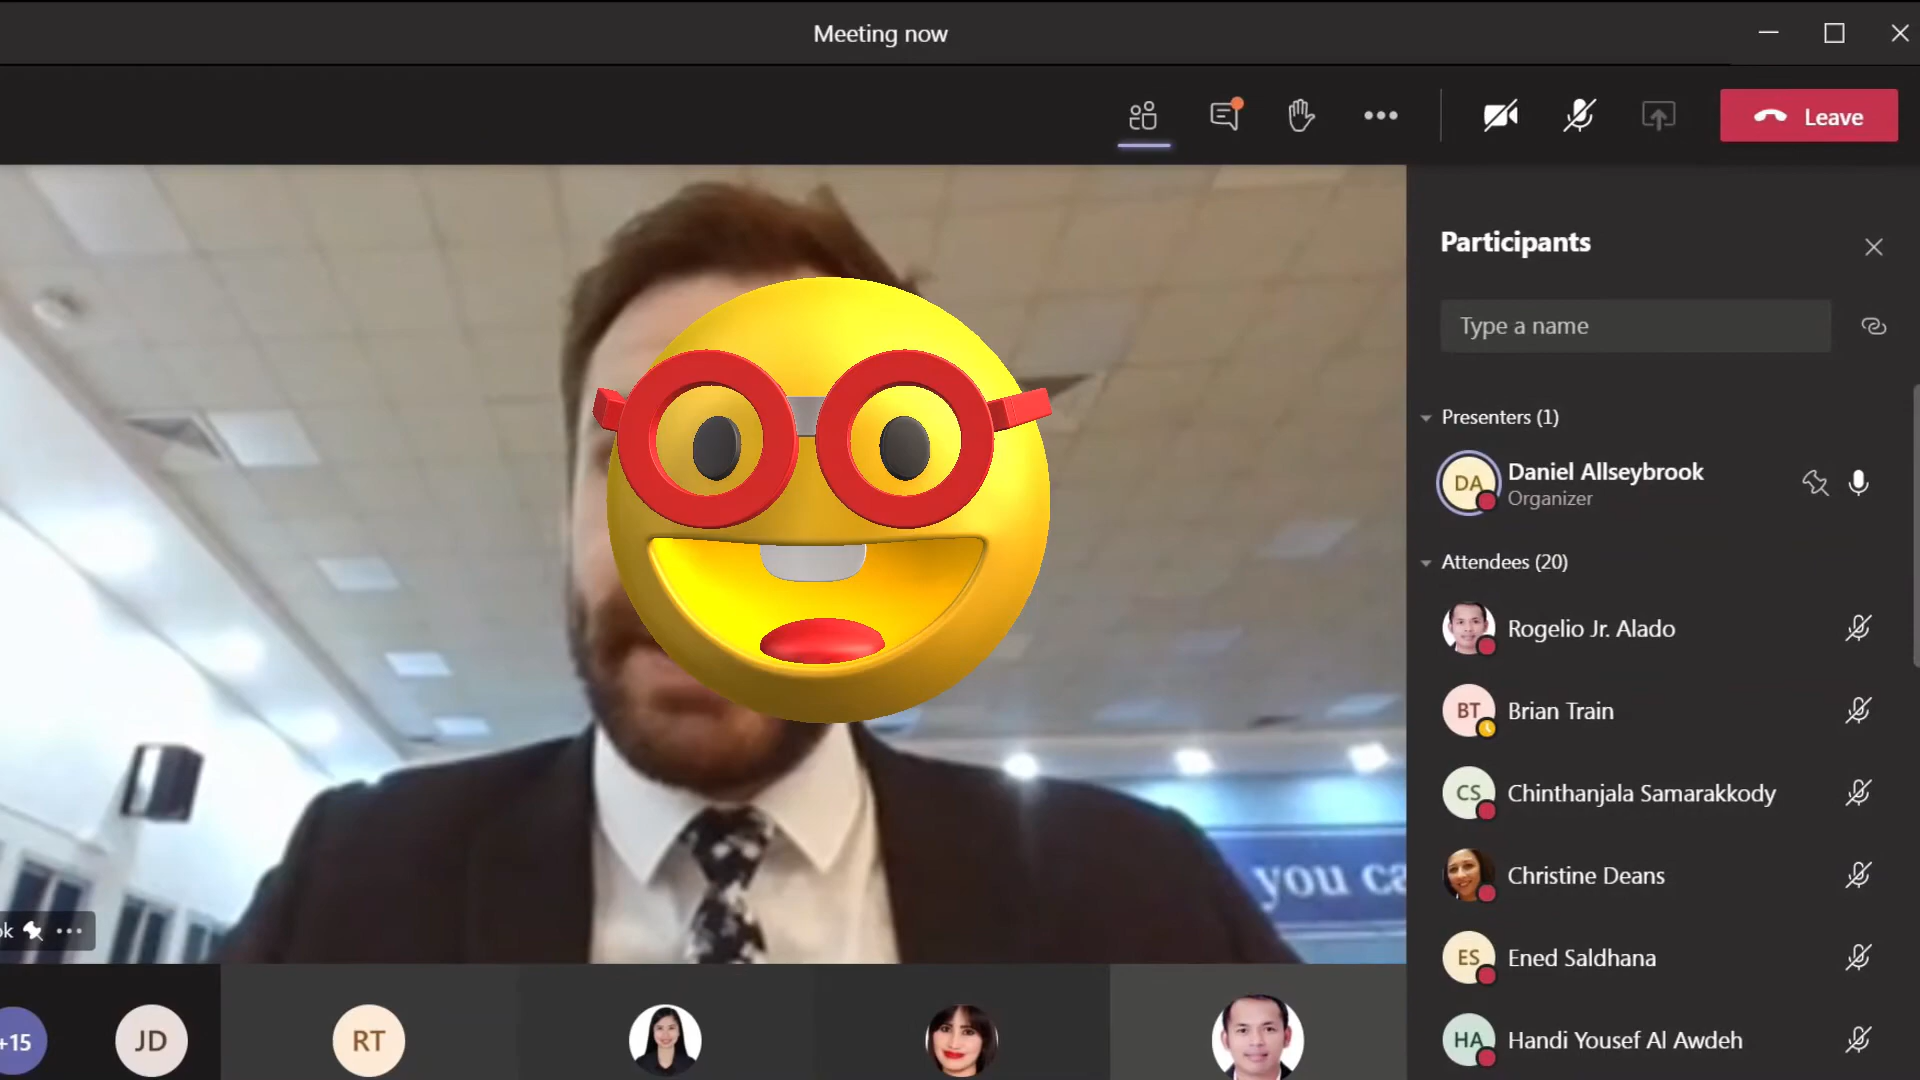 Meeting now
Leave
Participants
Type a name
Presenters (1)
DA
Daniel Allseybrook
Organizer
Attendees (20)
Rogelio Jr. Alado
BT
Brian Train
CS
Chinthanjala Samarakkody
Christine Deans
ES
Ened Saldhana
HA
Handi Yousef Al Awdeh
you ca
ok
+15
JD
RT